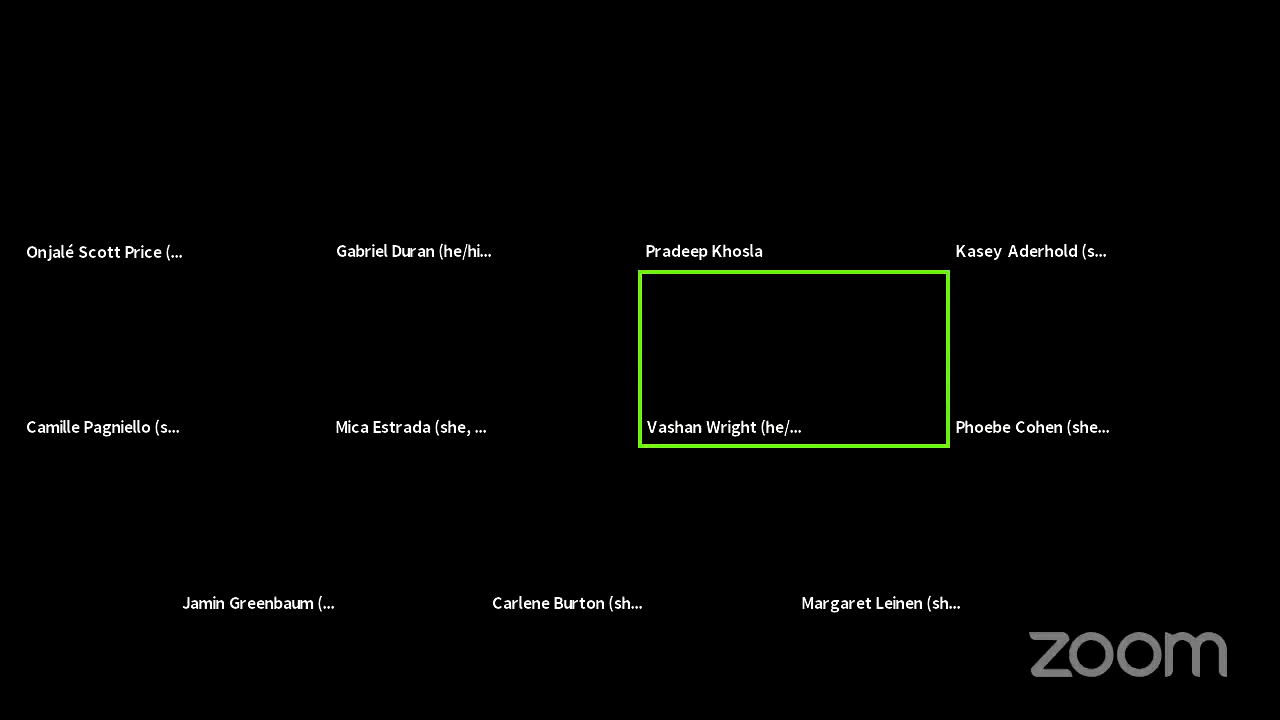 Onjalé Scott Price (...
Gabriel Duran (he/hi...
Pradeep Khosla
Kasey Aderhold (s...
Camille Pagniello (s...
Mica Estrada (she, ...
Vashan Wright (he/...
Phoebe Cohen (she...
Jamin Greenbaum (...
Carlene Burton (sh...
Margaret Leinen (sh...
zoom